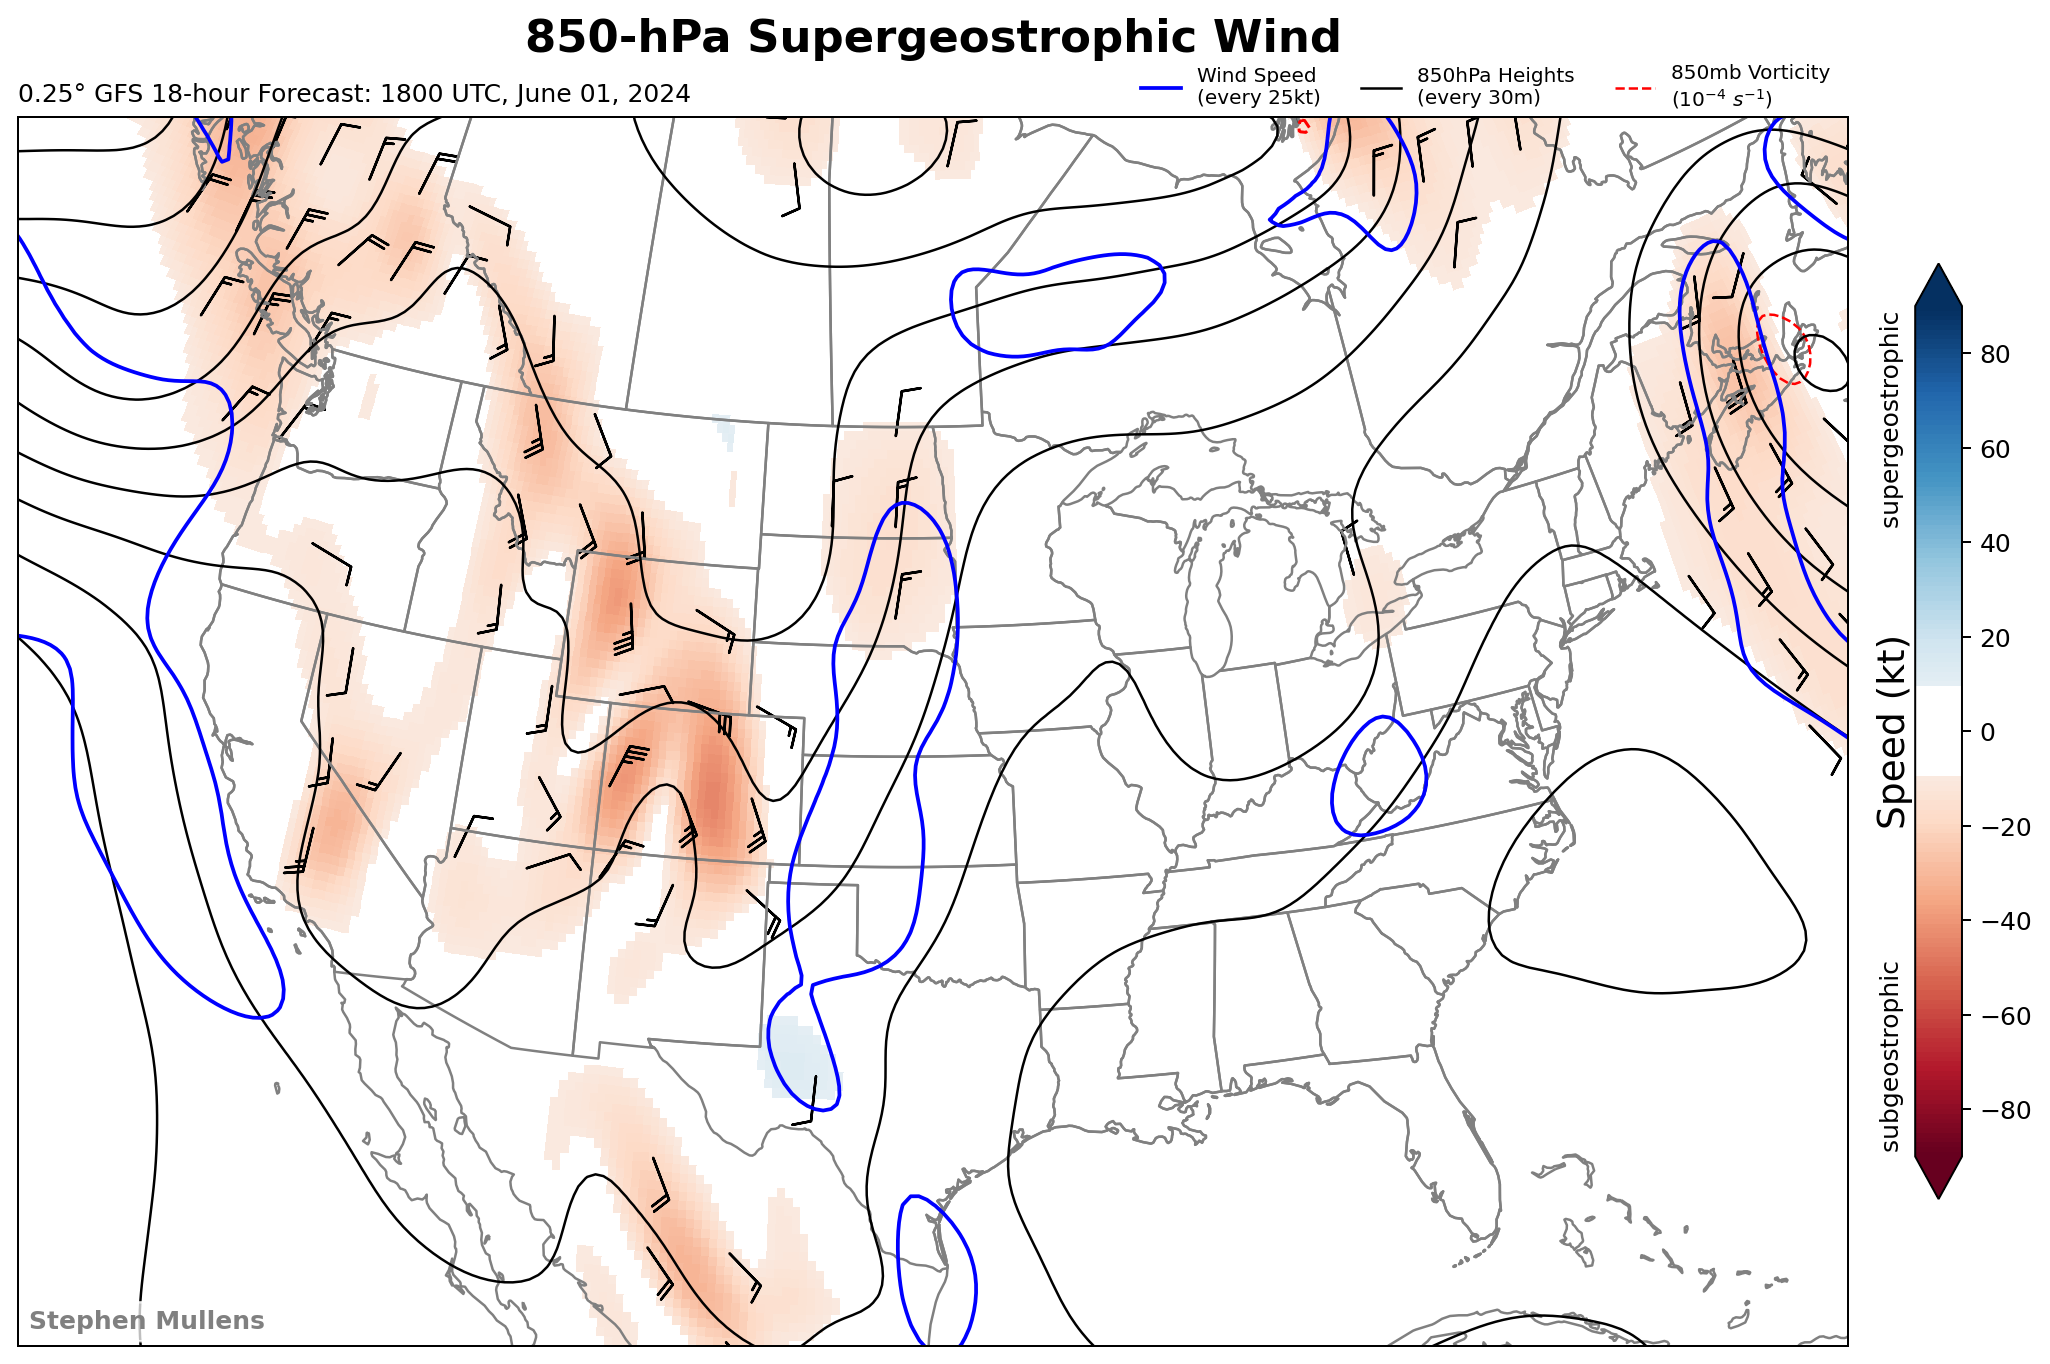 850-hPa Supergeostrophic Wind
0.25° GFS 18-hour Forecast: 1800 UTC, June 01, 2024
Wind Speed
(every 25kt)
850hPa Heights
(every 30m)
850mb Vorticity
(10⁻⁴ s⁻¹)
supergeostrophic
Speed (kt)
subgeostrophic
80
60
40
20
0
−20
−40
−60
−80
Stephen Mullens